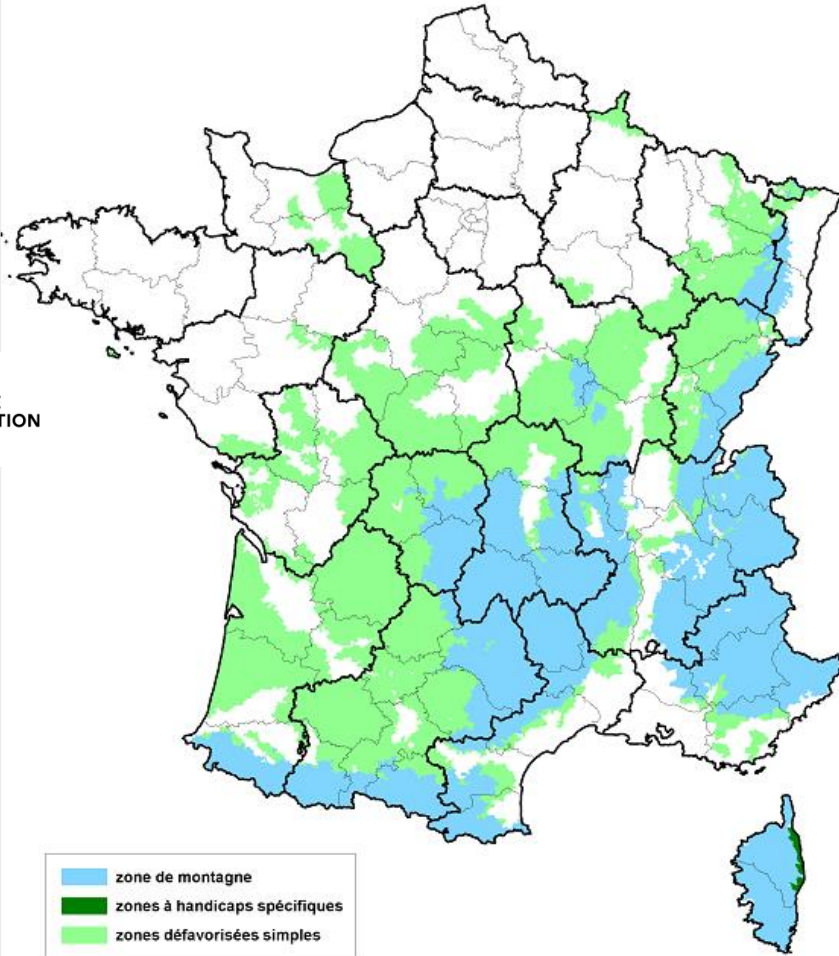 TION
zone de montagne
zones à handicaps spécifiques
zones défavorisées simples